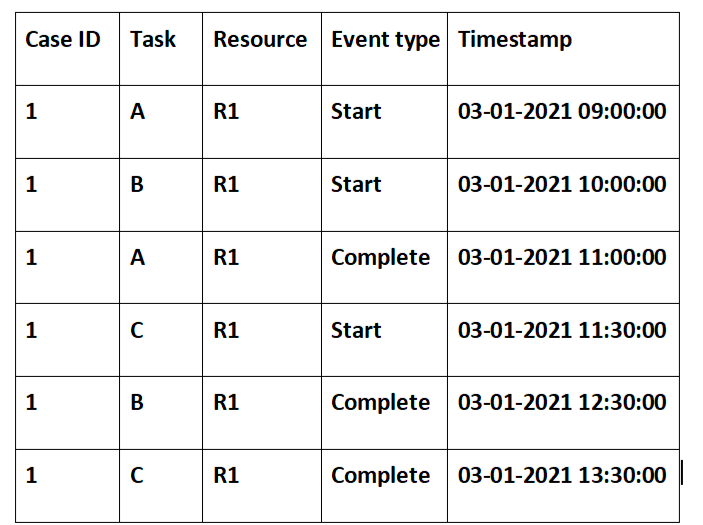 Case ID Task Resource Event type Timestamp
1 A R1 Start 03-01-2021 09:00:00
1 B R1 Start 03-01-2021 10:00:00
1 A R1 Complete 03-01-2021 11:00:00
1 C R1 Start 03-01-2021 11:30:00
1 B R1 Complete 03-01-2021 12:30:00
1 C R1 Complete 03-01-2021 13:30:00